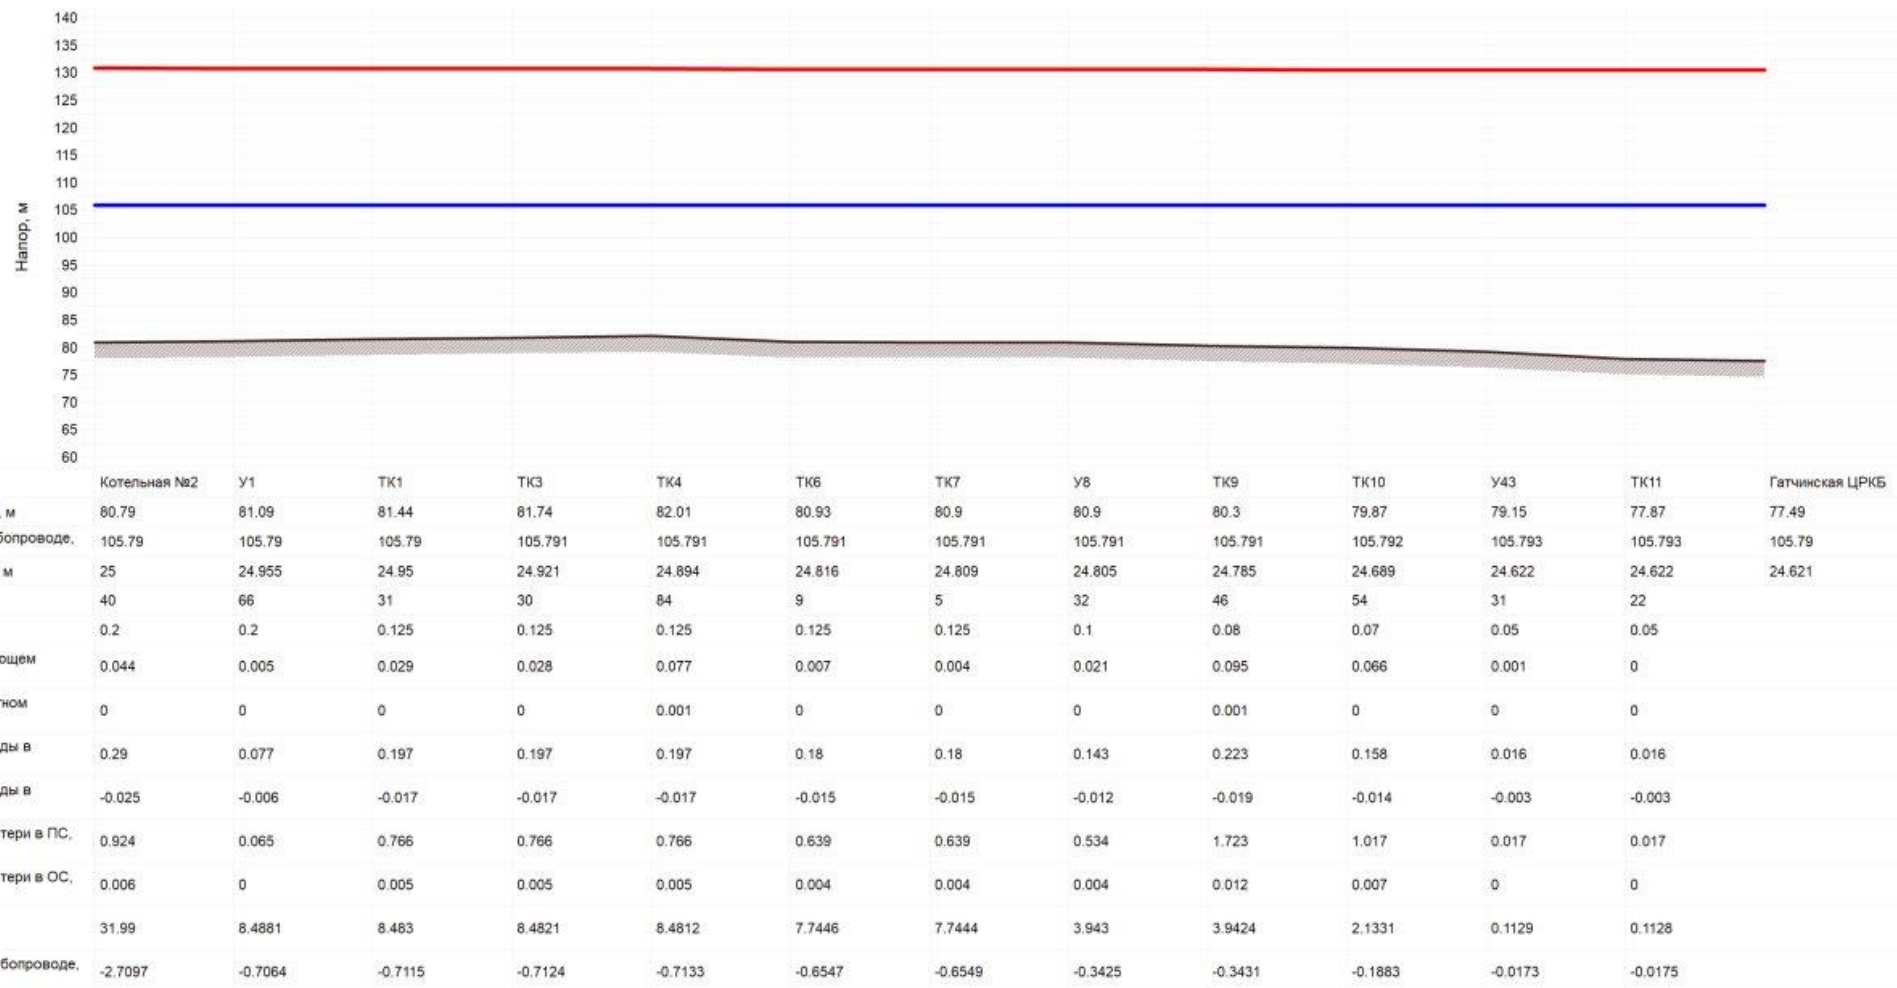 140
135
130
125
120
115
110
105
100
95
90
85
80
75
70
65
60
Напор, м
Котельная №2 У1 ТК1 ТК3 ТК4 ТК6 ТК7 У8 ТК9 ТК10 У43 ТК11 Гатчинская ЦРКБ
, м 80.79 81.09 81.44 81.74 82.01 80.93 80.9 80.9 80.3 79.87 79.15 77.87 77.49
бопроводе, 105.79 105.79 105.79 105.791 105.791 105.791 105.791 105.791 105.791 105.792 105.793 105.793 105.79
м 25 24.955 24.95 24.921 24.894 24.816 24.809 24.805 24.785 24.689 24.622 24.622 24.621
40 66 31 30 84 9 5 32 46 54 31 22
0.2 0.2 0.125 0.125 0.125 0.125 0.125 0.1 0.08 0.07 0.05 0.05
ющем 0.044 0.005 0.029 0.028 0.077 0.007 0.004 0.021 0.095 0.066 0.001 0
тном 0 0 0 0 0.001 0 0 0 0.001 0 0 0
ды в 0.29 0.077 0.197 0.197 0.197 0.18 0.18 0.143 0.223 0.158 0.016 0.016
ды в -0.025 -0.006 -0.017 -0.017 -0.017 -0.015 -0.015 -0.012 -0.019 -0.014 -0.003 -0.003
тери в ПС, 0.924 0.065 0.766 0.766 0.766 0.639 0.639 0.534 1.723 1.017 0.017 0.017
тери в ОС, 0.006 0 0.005 0.005 0.005 0.004 0.004 0.004 0.012 0.007 0 0
31.99 8.4881 8.483 8.4821 8.4812 7.7446 7.7444 3.943 3.9424 2.1331 0.1129 0.1128
бопроводе, -2.7097 -0.7064 -0.7115 -0.7124 -0.7133 -0.6547 -0.6549 -0.3425 -0.3431 -0.1883 -0.0173 -0.0175